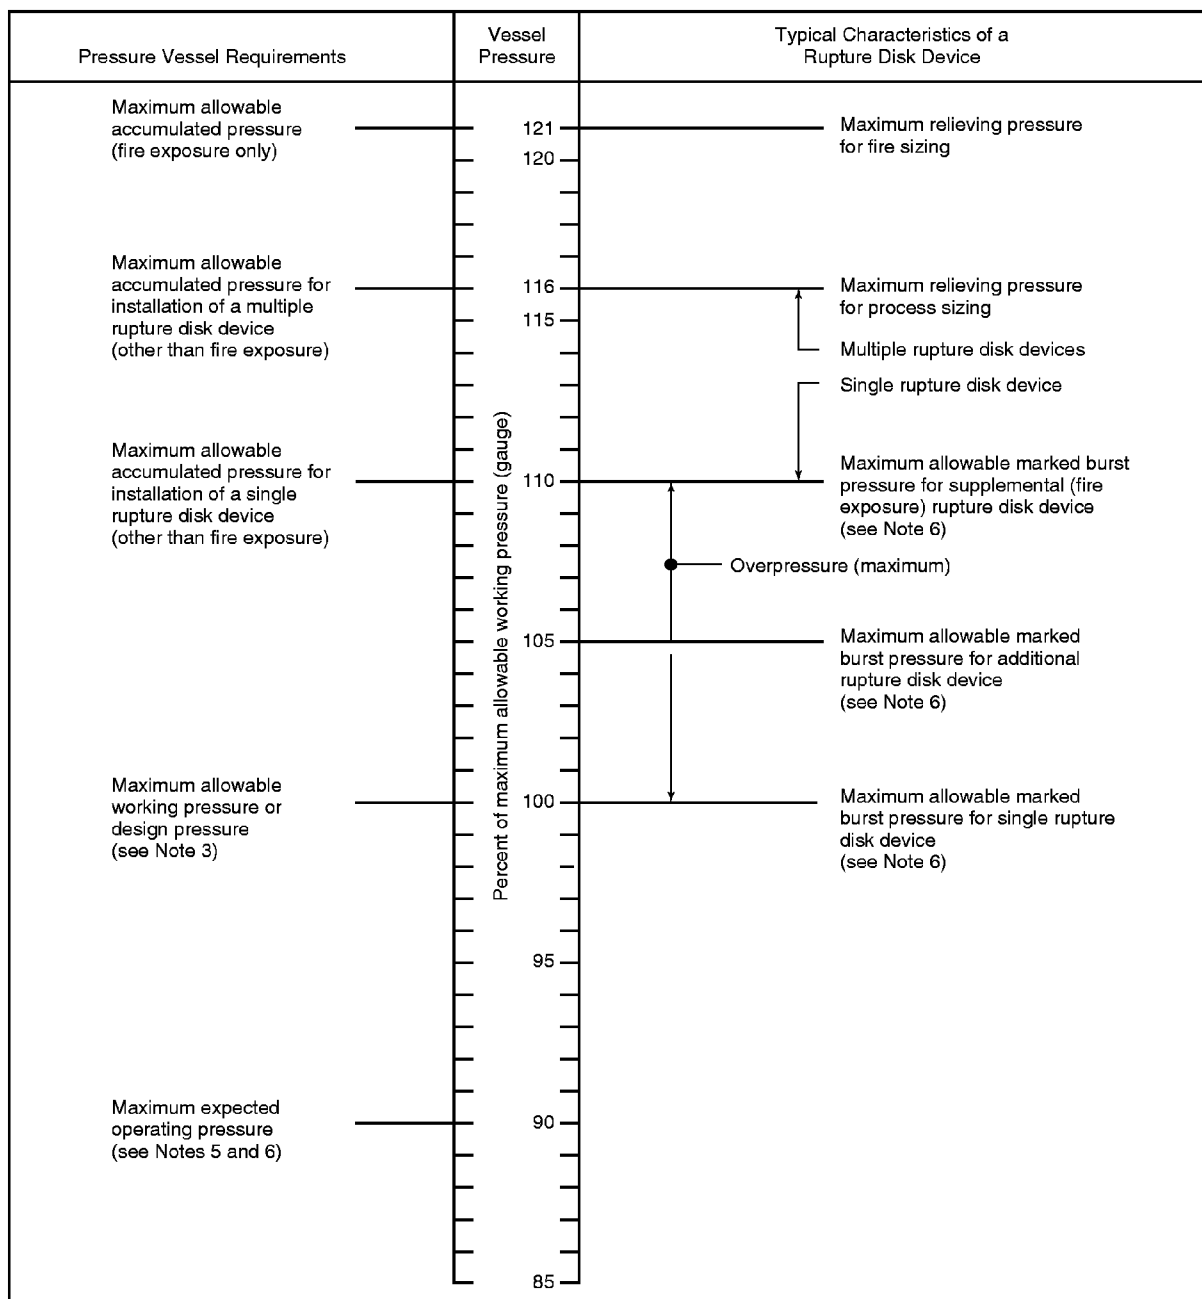 Pressure Vessel Requirements
Vessel
Pressure
Typical Characteristics of a
Rupture Disk Device
Maximum allowable
accumulated pressure
(fire exposure only)
Maximum allowable
accumulated pressure for
installation of a multiple
rupture disk device
(other than fire exposure)
Maximum allowable
accumulated pressure for
installation of a single
rupture disk device
(other than fire exposure)
Maximum allowable
working pressure or
design pressure
(see Note 3)
Maximum expected
operating pressure
(see Notes 5 and 6)
Percent of maximum allowable working pressure (gauge)
121
120
116
115
110
105
100
95
90
85
Maximum relieving pressure
for fire sizing
Maximum relieving pressure
for process sizing
Multiple rupture disk devices
Single rupture disk device
Maximum allowable marked burst
pressure for supplemental (fire
exposure) rupture disk device
(see Note 6)
Overpressure (maximum)
Maximum allowable marked
burst pressure for additional
rupture disk device
(see Note 6)
Maximum allowable marked
burst pressure for single rupture
disk device
(see Note 6)